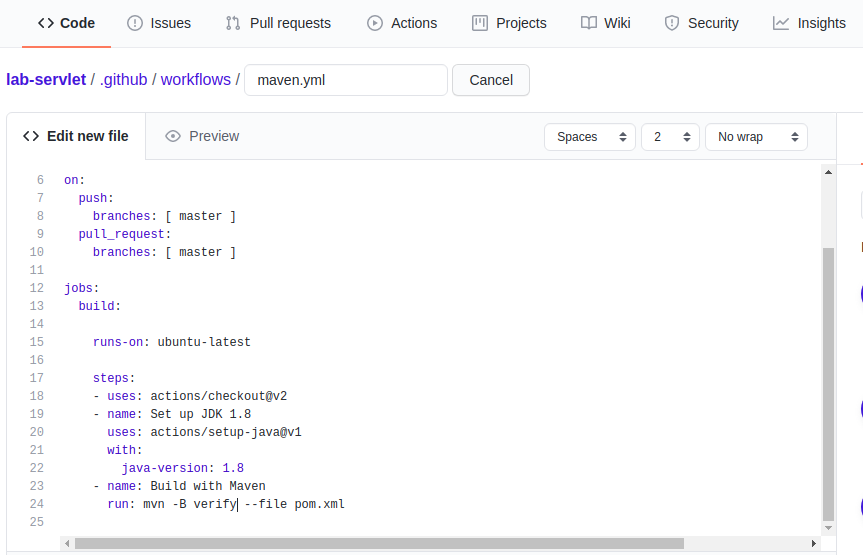 Code Issues Pull requests Actions Projects Wiki Security Insights
lab-servlet / .github / workflows / maven.yml Cancel
Edit new file Preview Spaces 2 No wrap
6 on:
7 push:
8 branches: [ master ]
9 pull_request:
10 branches: [ master ]
11
12 jobs:
13 build:
14
15 runs-on: ubuntu-latest
16
17 steps:
18 - uses: actions/checkout@v2
19 - name: Set up JDK 1.8
20 uses: actions/setup-java@v1
21 with:
22 java-version: 1.8
23 - name: Build with Maven
24 run: mvn -B verify --file pom.xml
25